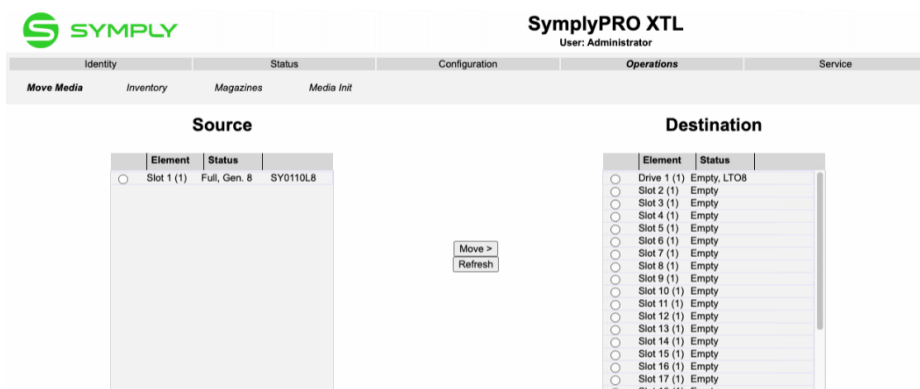 SYMPLY
SymplyPRO XTL
User: Administrator
Identity Status Configuration Operations Service
Move Media Inventory Magazines Media Init
Source
Element Status
Slot 1 (1) Full, Gen. 8 SY0110L8
Move >
Refresh
Destination
Element Status
Drive 1 (1) Empty, LTO8
Slot 2 (1) Empty
Slot 3 (1) Empty
Slot 4 (1) Empty
Slot 5 (1) Empty
Slot 6 (1) Empty
Slot 7 (1) Empty
Slot 8 (1) Empty
Slot 9 (1) Empty
Slot 10 (1) Empty
Slot 11 (1) Empty
Slot 12 (1) Empty
Slot 13 (1) Empty
Slot 14 (1) Empty
Slot 15 (1) Empty
Slot 16 (1) Empty
Slot 17 (1) Empty